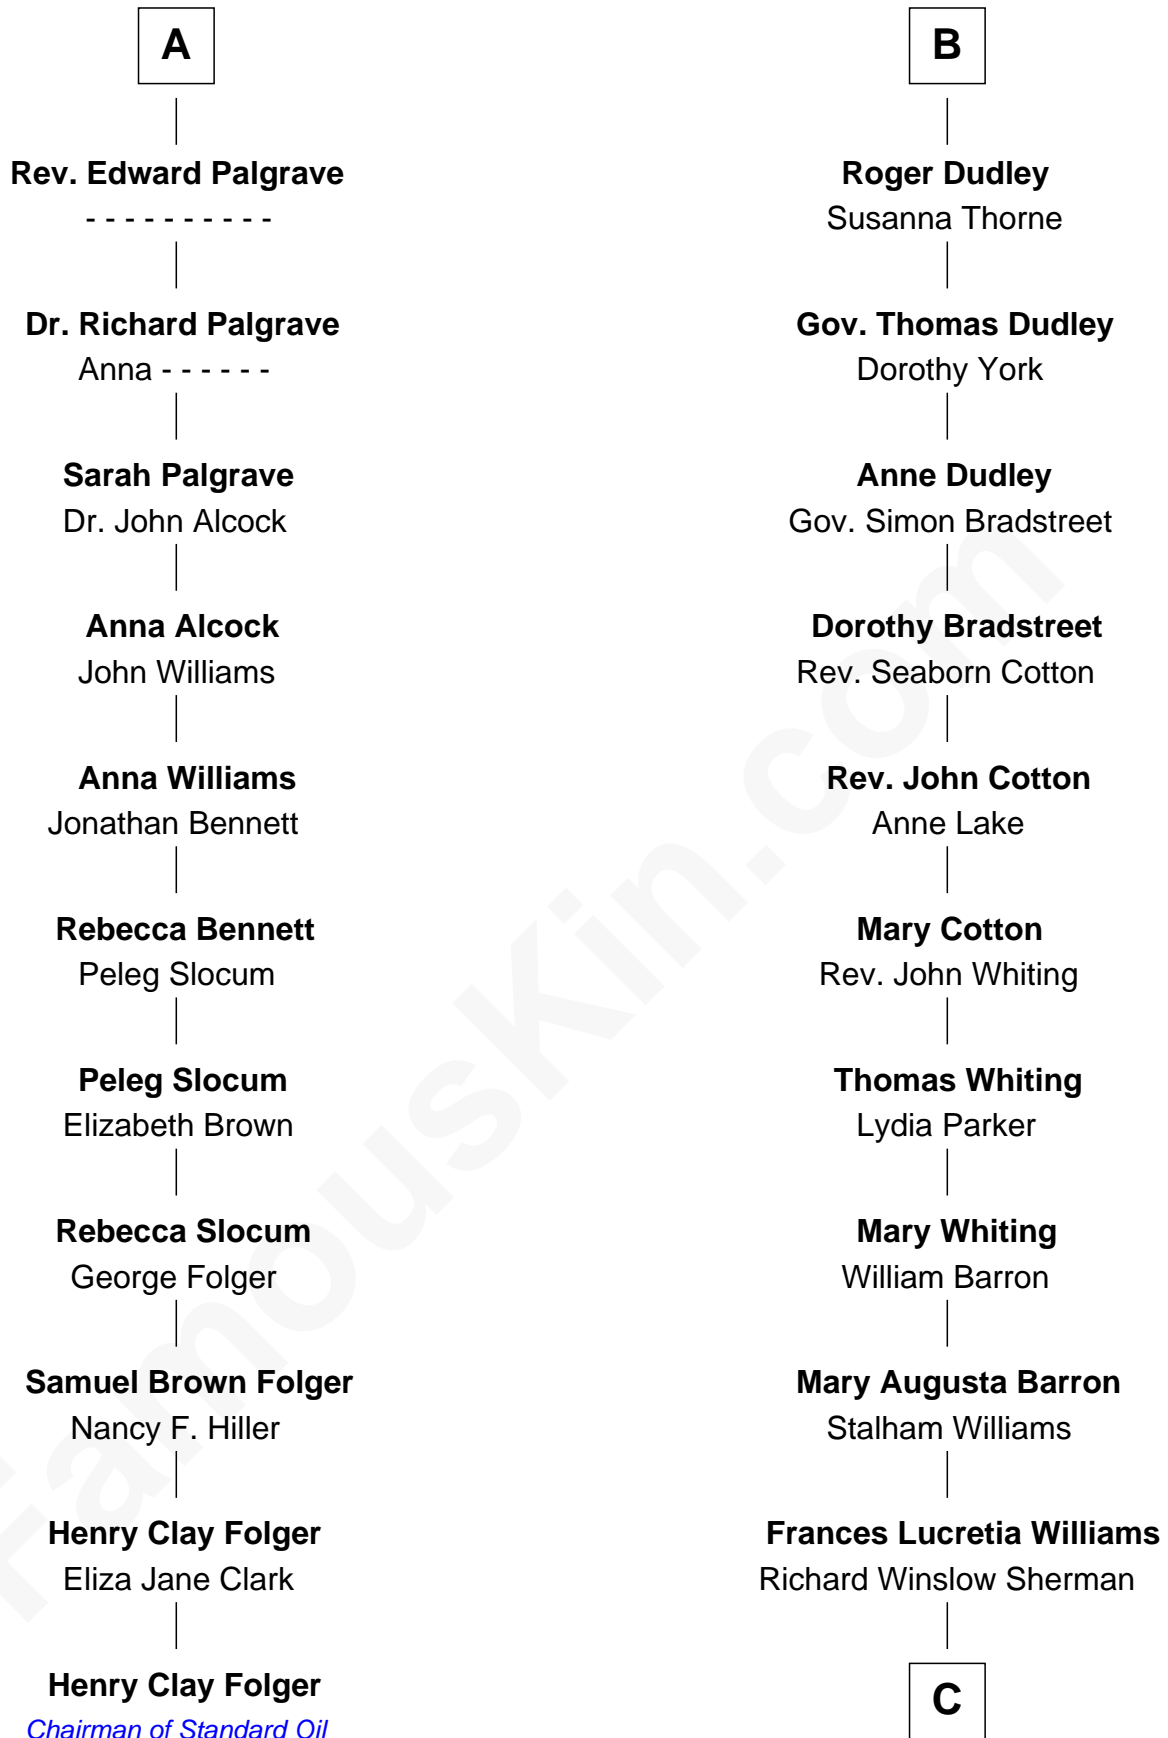 A
Rev. Edward Palgrave
- - - - - - - - - -
Dr. Richard Palgrave
Anna - - - - - -
Sarah Palgrave
Dr. John Alcock
Anna Alcock
John Williams
Anna Williams
Jonathan Bennett
Rebecca Bennett
Peleg Slocum
Peleg Slocum
Elizabeth Brown
Rebecca Slocum
George Folger
Samuel Brown Folger
Nancy F. Hiller
Henry Clay Folger
Eliza Jane Clark
Henry Clay Folger
Chairman of Standard Oil
B
Roger Dudley
Susanna Thorne
Gov. Thomas Dudley
Dorothy York
Anne Dudley
Gov. Simon Bradstreet
Dorothy Bradstreet
Rev. Seaborn Cotton
Rev. John Cotton
Anne Lake
Mary Cotton
Rev. John Whiting
Thomas Whiting
Lydia Parker
Mary Whiting
William Barron
Mary Augusta Barron
Stalham Williams
Frances Lucretia Williams
Richard Winslow Sherman
C
FamousKin.com